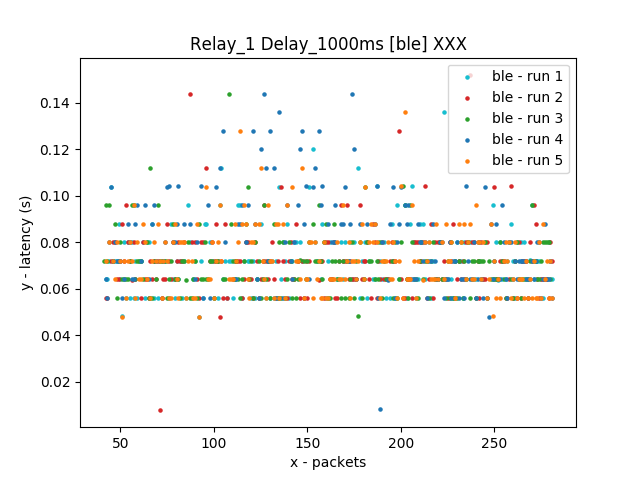 Relay_1 Delay_1000ms [ble] XXX
ble - run 1
ble - run 2
ble - run 3
ble - run 4
ble - run 5
y - latency (s)
0.14
0.12
0.10
0.08
0.06
0.04
0.02
50 100 150 200 250
x - packets